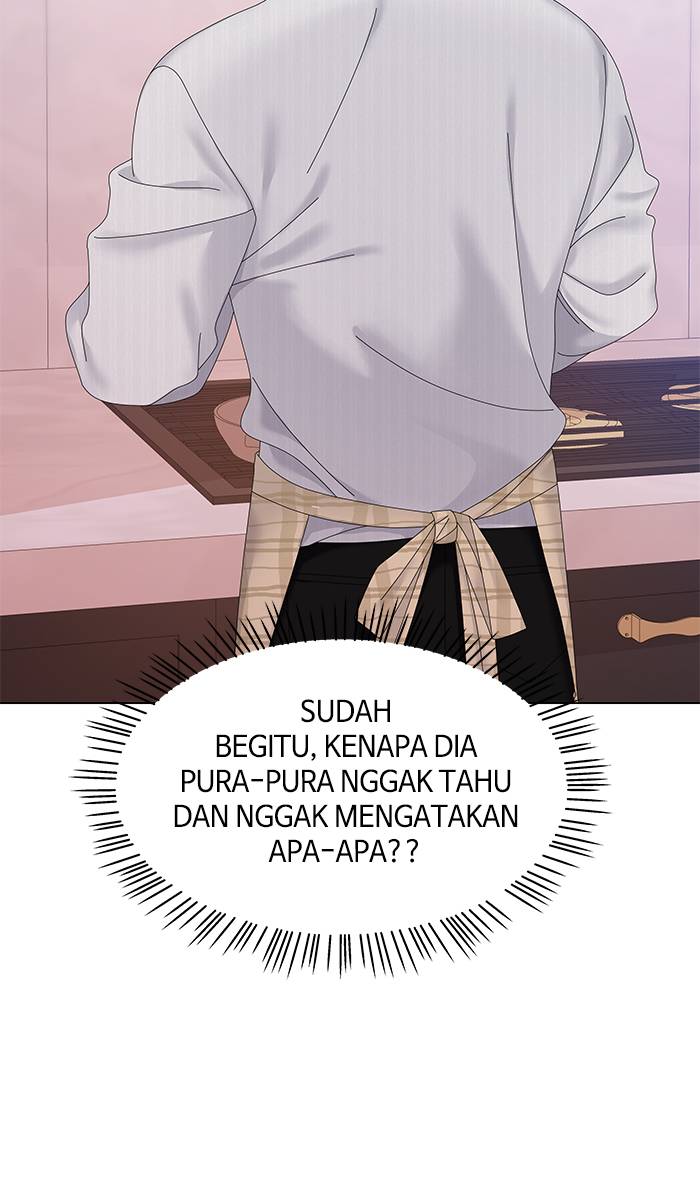 SUDAH
BEGITU, KENAPA DIA
PURA-PURA NGGAK TAHU
DAN NGGAK MENGATAKAN
APA-APA??